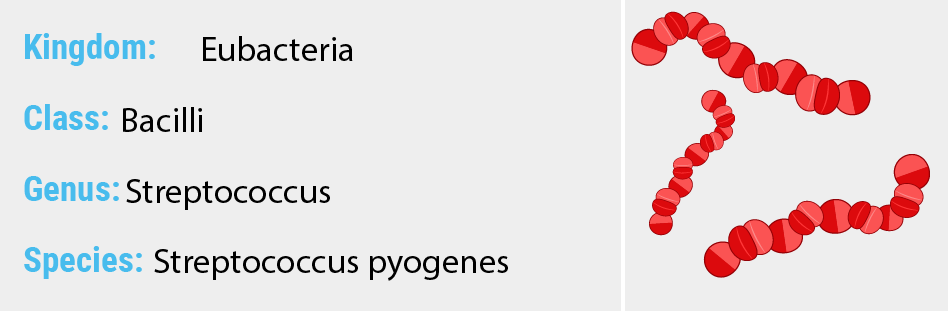 Kingdom: Eubacteria
Class: Bacilli
Genus: Streptococcus
Species: Streptococcus pyogenes